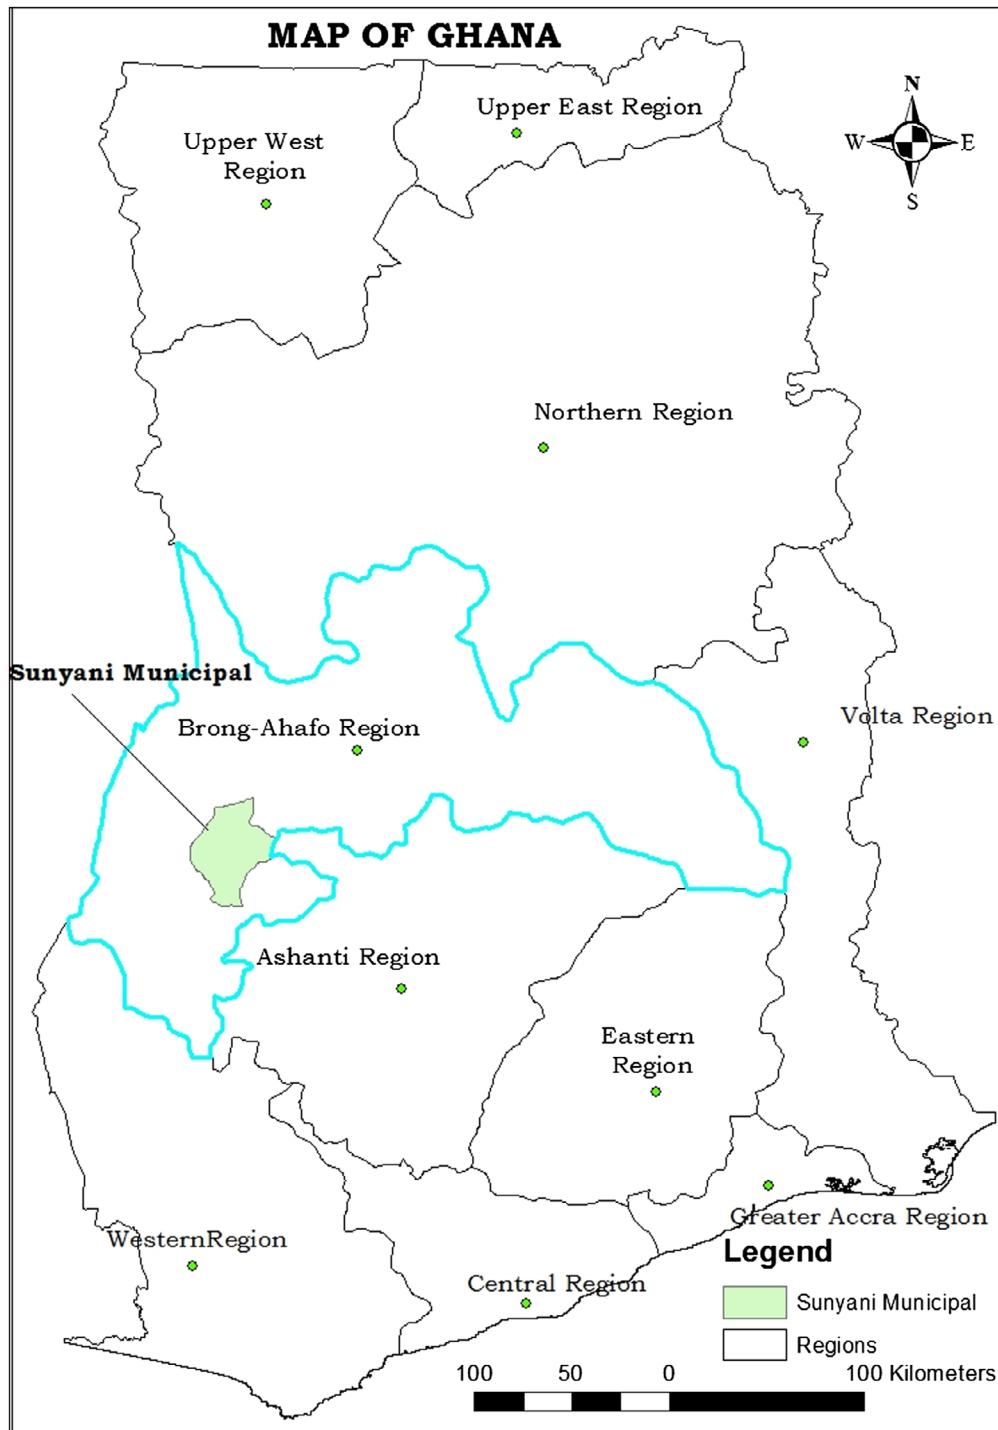 MAP OF GHANA
Upper East Region
N
W
E
S
Upper West
Region
Northern Region
Sunyani Municipal
Brong-Ahafo Region
Volta Region
Ashanti Region
Eastern
Region
Greater Accra Region
WesternRegion
Central Region
Legend
Sunyani Municipal
Regions
100 50 0 100 Kilometers